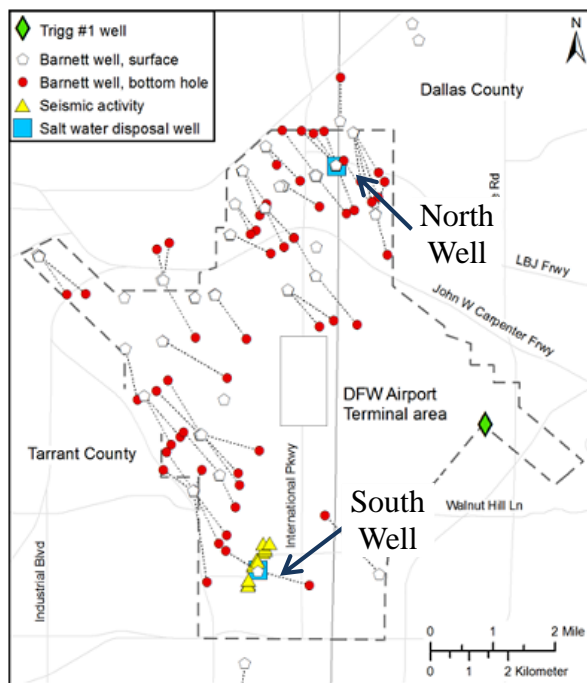 Trigg #1 well
Barnett well, surface
Barnett well, bottom hole
Seismic activity
Salt water disposal well
N
Dallas County
North
Well
e Rd
LBJ Frwy
John W Carpenter Frwy
DFW Airport
Terminal area
Tarrant County
International Pkwy
South
Well
Walnut Hill Ln
Industrial Blvd
0 1 2 Mile
0 1 2 Kilometer